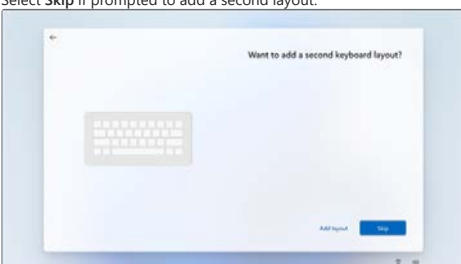 Select Skip if prompted to add a second layout.
Want to add a second keyboard layout?
Add layout
Skip